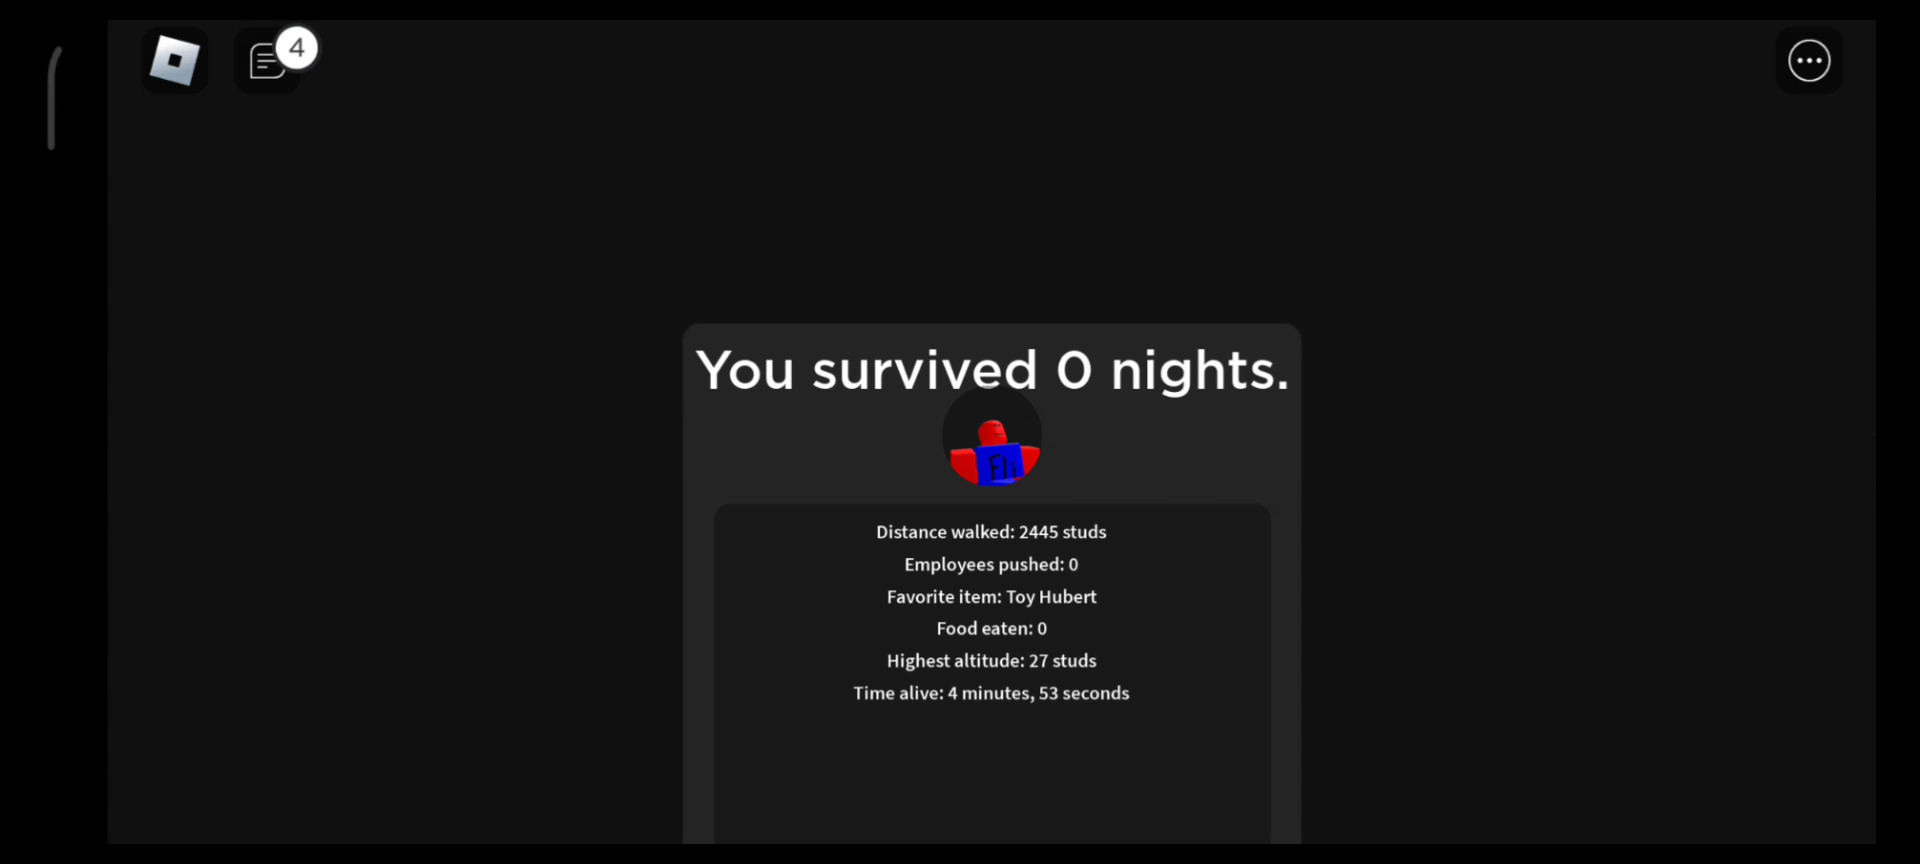 4
You survived 0 nights.
Distance walked: 2445 studs
Employees pushed: 0
Favorite item: Toy Hubert
Food eaten: 0
Highest altitude: 27 studs
Time alive: 4 minutes, 53 seconds